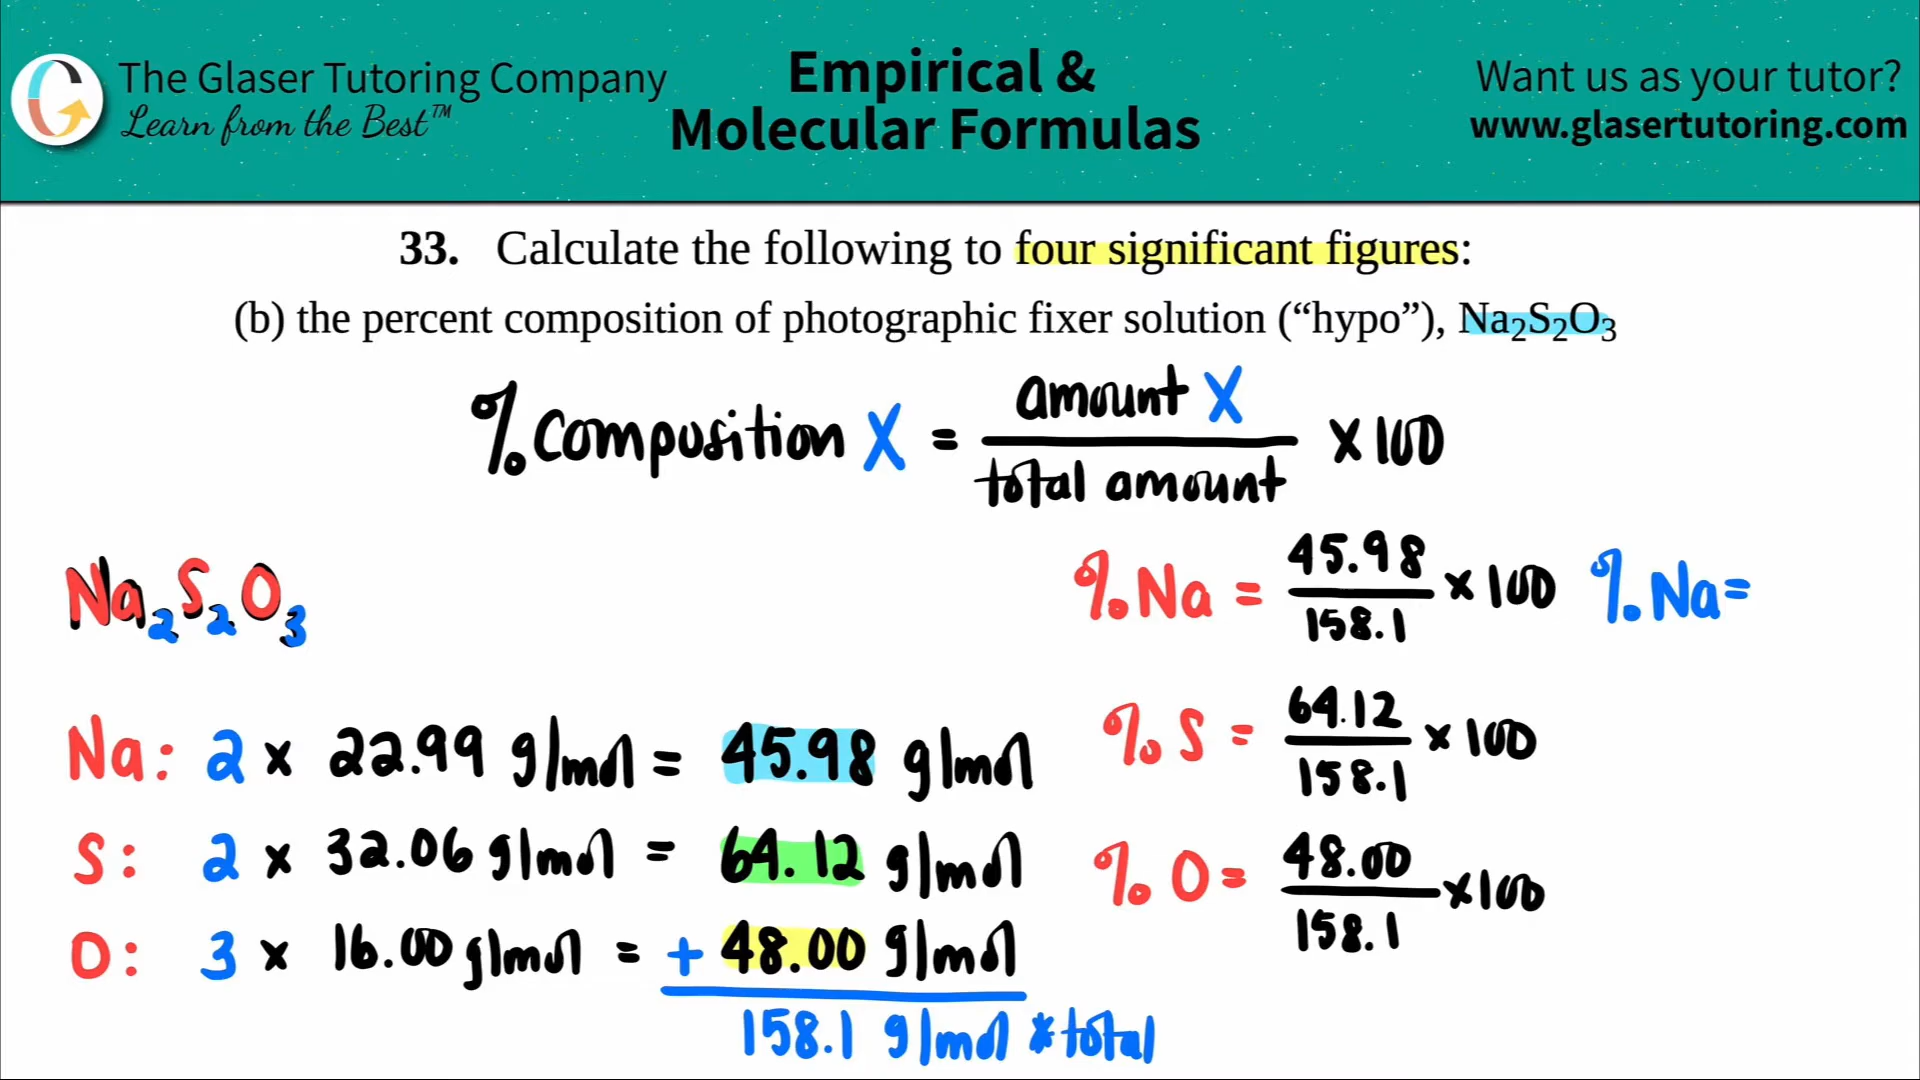 The Glaser Tutoring Company
Learn from the Best™
Empirical &
Molecular Formulas
Want us as your tutor?
www.glasertutoring.com
33. Calculate the following to four significant figures:
(b) the percent composition of photographic fixer solution (“hypo”), Na₂S₂O₃
% Composition X = amount X / total amount × 100
Na₂S₂O₃
Na: 2 × 22.99 g/mol = 45.98 g/mol
S: 2 × 32.06 g/mol = 64.12 g/mol
O: 3 × 16.00 g/mol = + 48.00 g/mol
158.1 g/mol *total
% Na = 45.98 / 158.1 × 100 % Na =
% S = 64.12 / 158.1 × 100
% O = 48.00 / 158.1 × 100